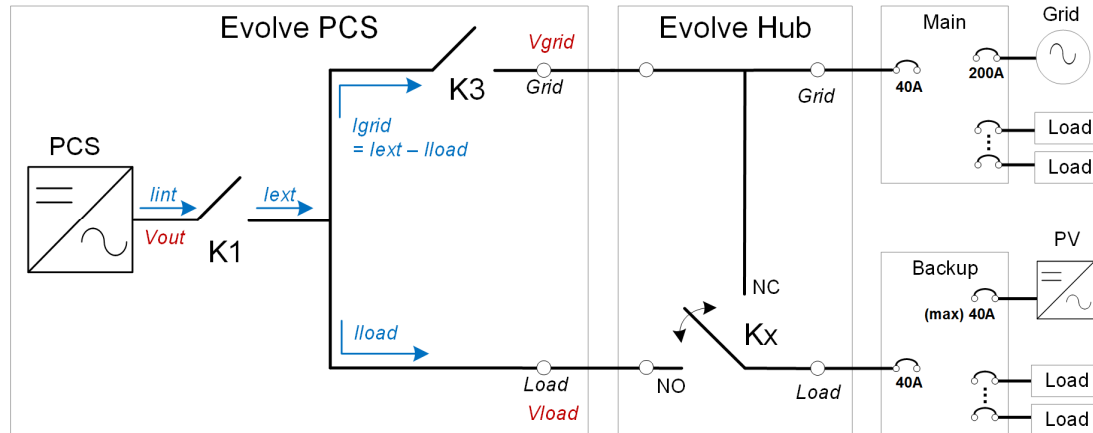 Evolve PCS
Evolve Hub
Main
Grid
Vgrid
K3
Grid
Grid
40A
200A
Igrid
= Iext – Iload
Load
Load
PCS
Iint
Iext
Vout
K1
PV
Backup
NC
(max) 40A
Kx
Iload
Load
NO
Load
40A
Vload
Load
Load